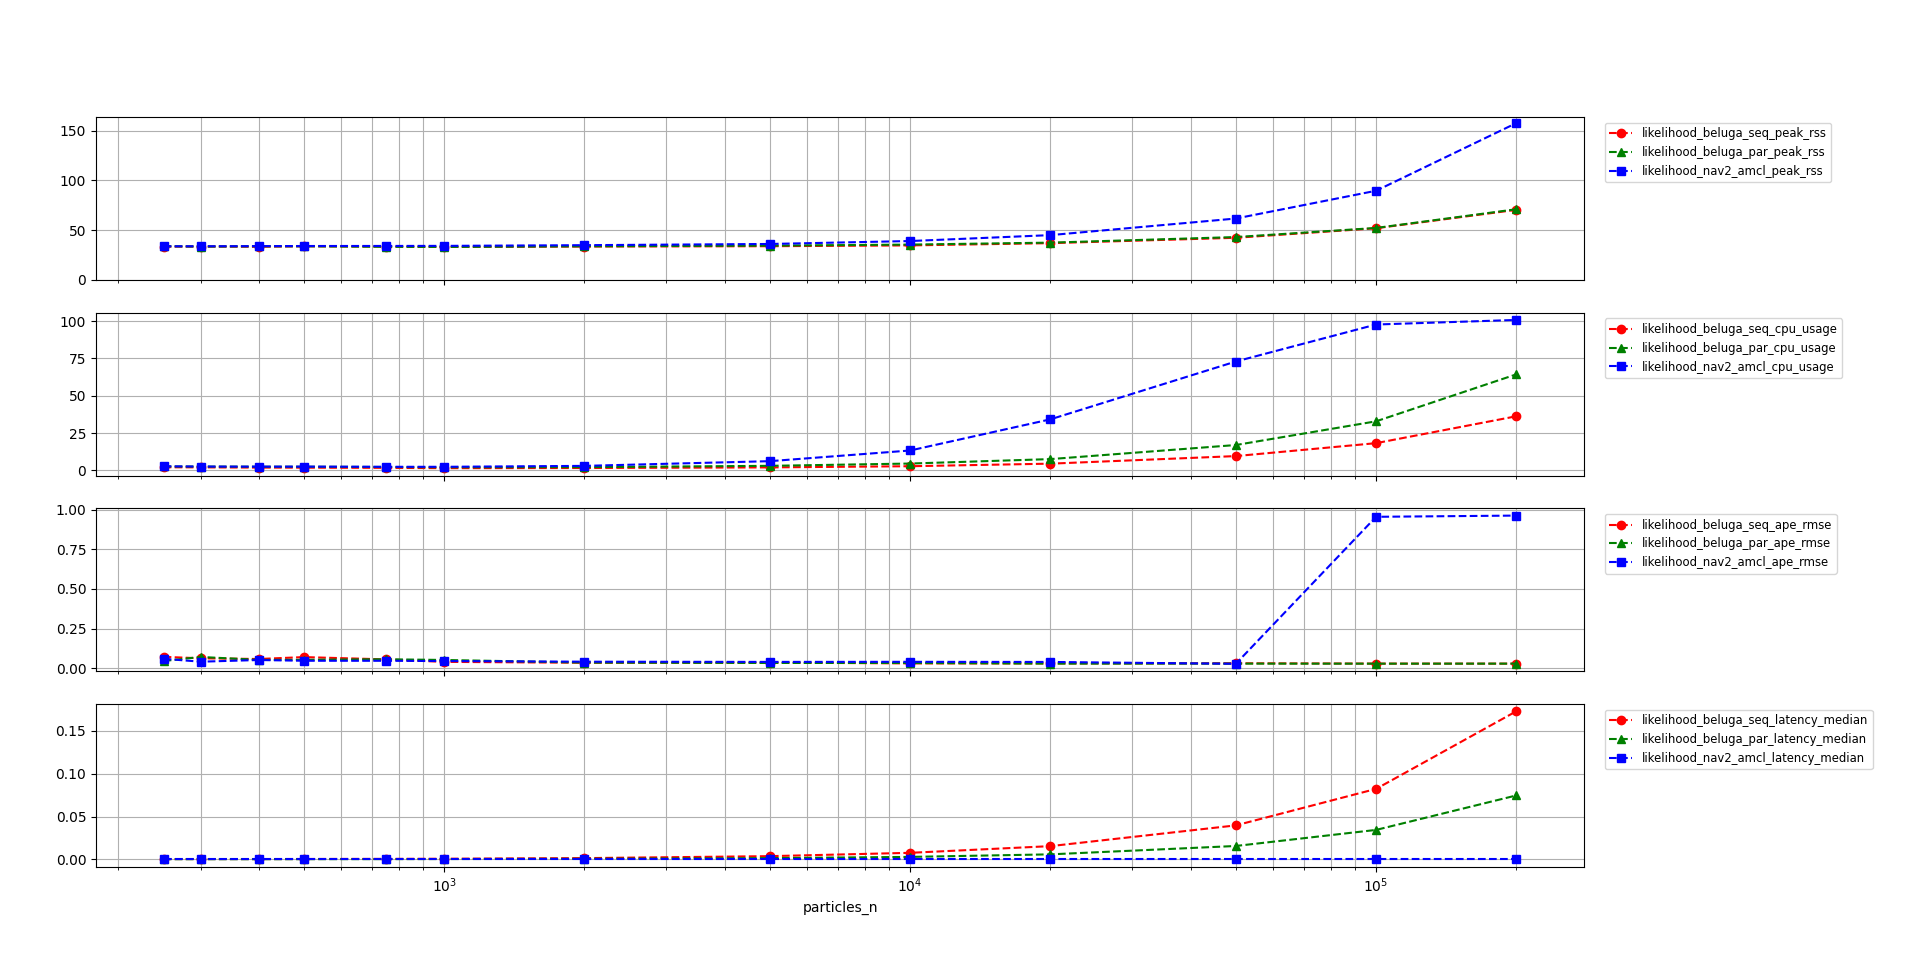 150
100
50
0
likelihood_beluga_seq_peak_rss
likelihood_beluga_par_peak_rss
likelihood_nav2_amcl_peak_rss
100
75
50
25
0
likelihood_beluga_seq_cpu_usage
likelihood_beluga_par_cpu_usage
likelihood_nav2_amcl_cpu_usage
1.00
0.75
0.50
0.25
0.00
likelihood_beluga_seq_ape_rmse
likelihood_beluga_par_ape_rmse
likelihood_nav2_amcl_ape_rmse
0.15
0.10
0.05
0.00
likelihood_beluga_seq_latency_median
likelihood_beluga_par_latency_median
likelihood_nav2_amcl_latency_median
10³ 10⁴ 10⁵
particles_n